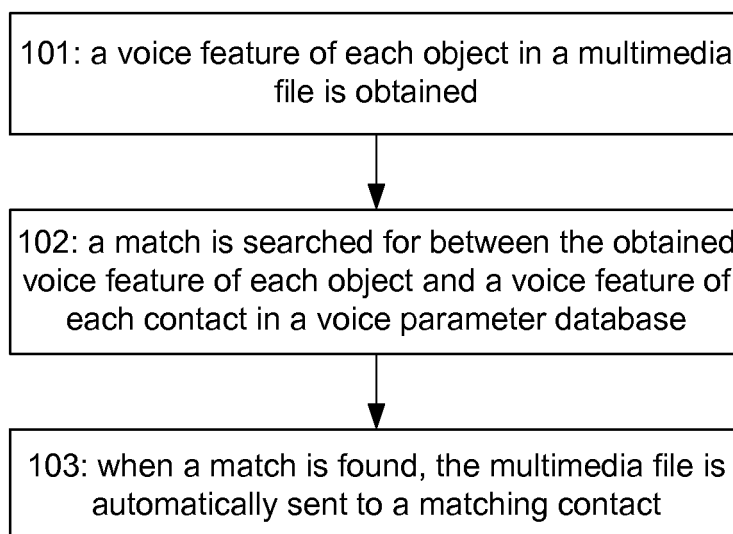 101: a voice feature of each object in a multimedia
file is obtained
102: a match is searched for between the obtained
voice feature of each object and a voice feature of
each contact in a voice parameter database
103: when a match is found, the multimedia file is
automatically sent to a matching contact